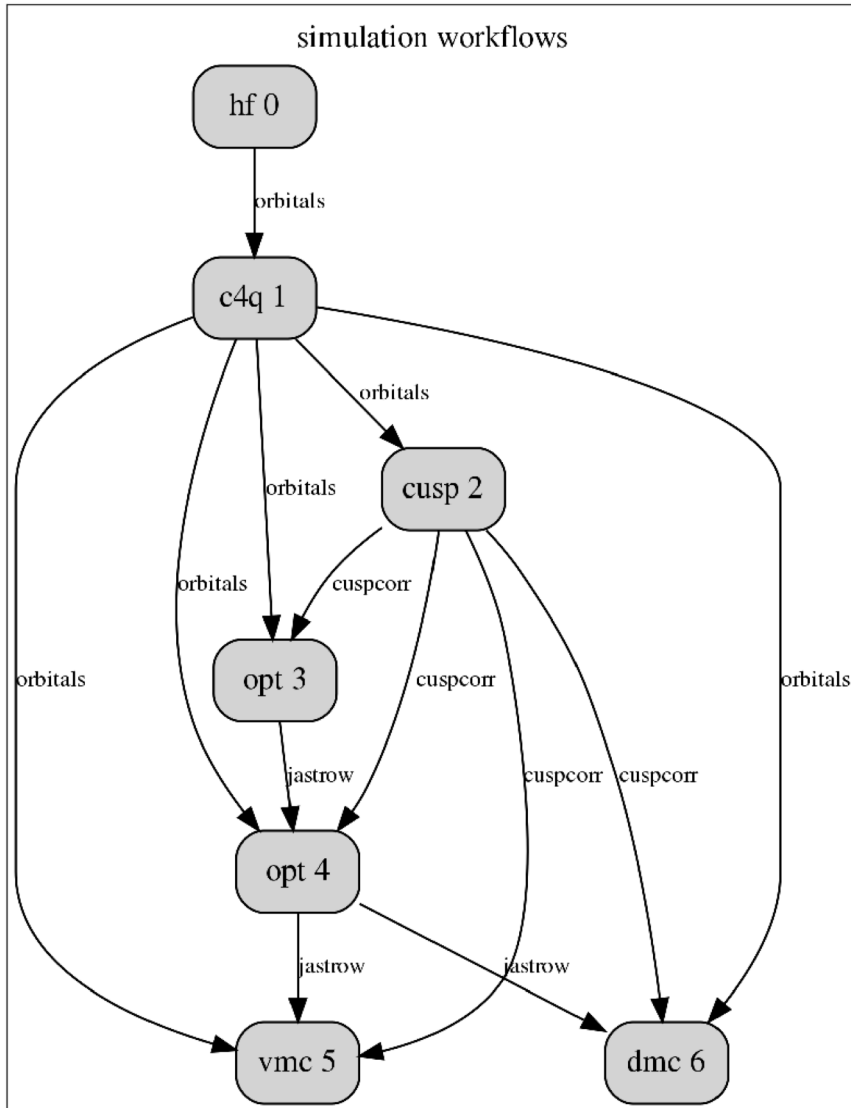 simulation workflows
hf 0
orbitals
c4q 1
orbitals
cusp 2
orbitals
orbitals
cuspcorr
opt 3
orbitals
cuspcorr
orbitals
jastrow
cuspcorr
cuspcorr
opt 4
jastrow
jastrow
vmc 5
dmc 6